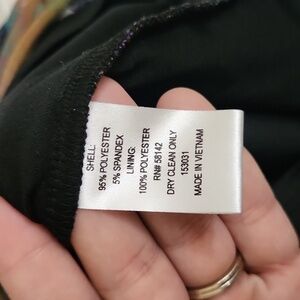 SHELL:
95% POLYESTER
5% SPANDEX
LINING:
100% POLYESTER
RN# 58142
DRY CLEAN ONLY
153031
MADE IN VIETNAM